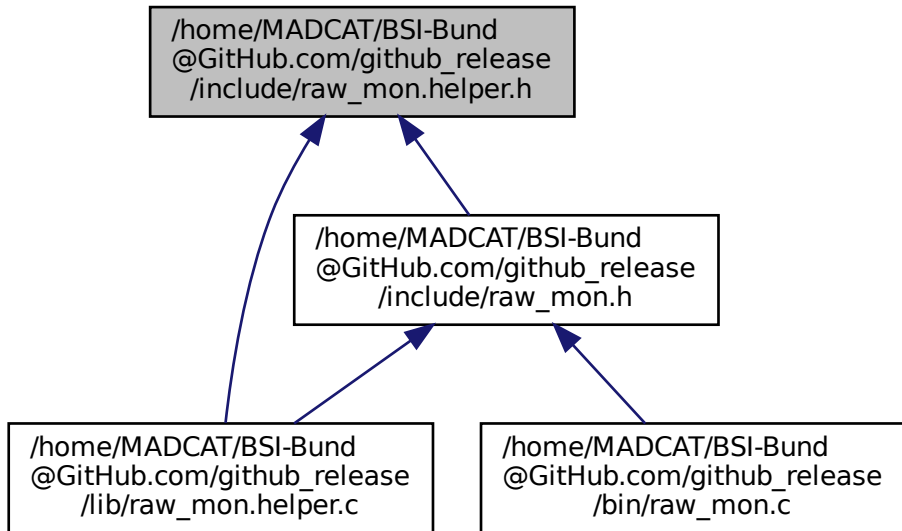 /home/MADCAT/BSI-Bund
@GitHub.com/github_release
/include/raw_mon.helper.h
/home/MADCAT/BSI-Bund
@GitHub.com/github_release
/include/raw_mon.h
/home/MADCAT/BSI-Bund
@GitHub.com/github_release
/lib/raw_mon.helper.c
/home/MADCAT/BSI-Bund
@GitHub.com/github_release
/bin/raw_mon.c